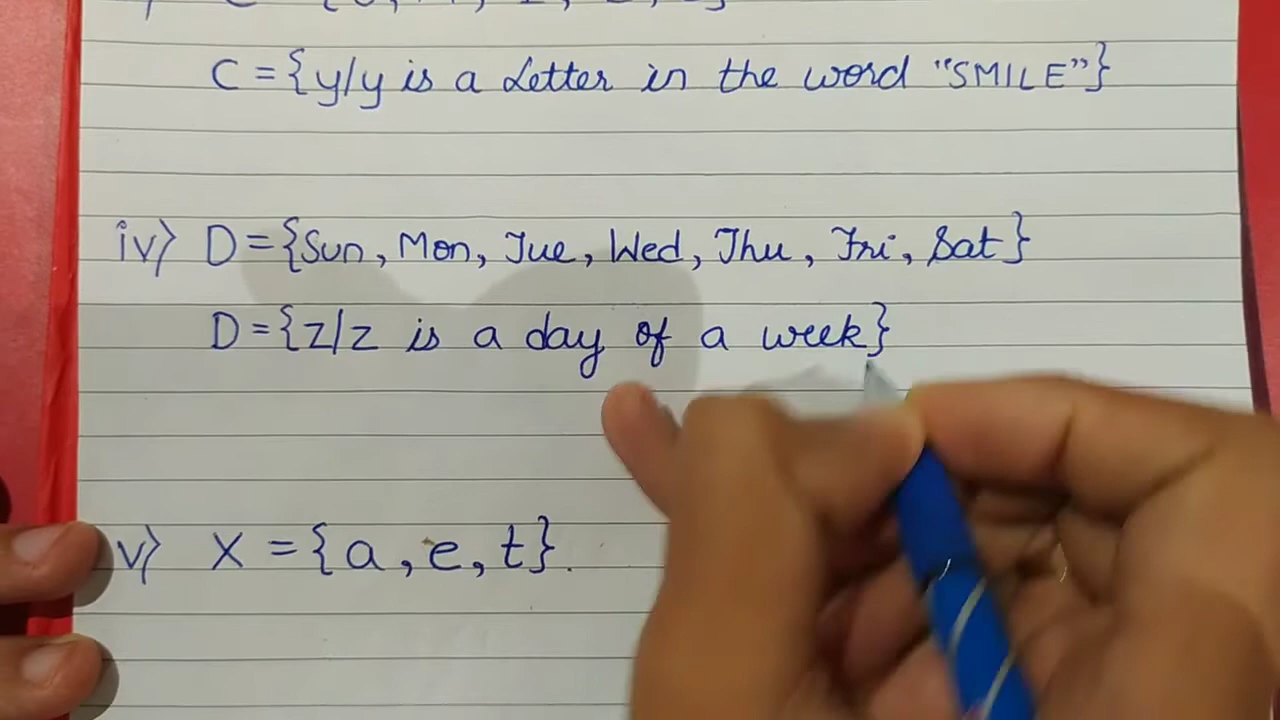 C = {y/y is a Letter in the word "SMILE"}
iv) D = {Sun, Mon, Tue, Wed, Thu, Fri, Sat}
D = {z/z is a day of a week}
v) X = {a, e, t}.